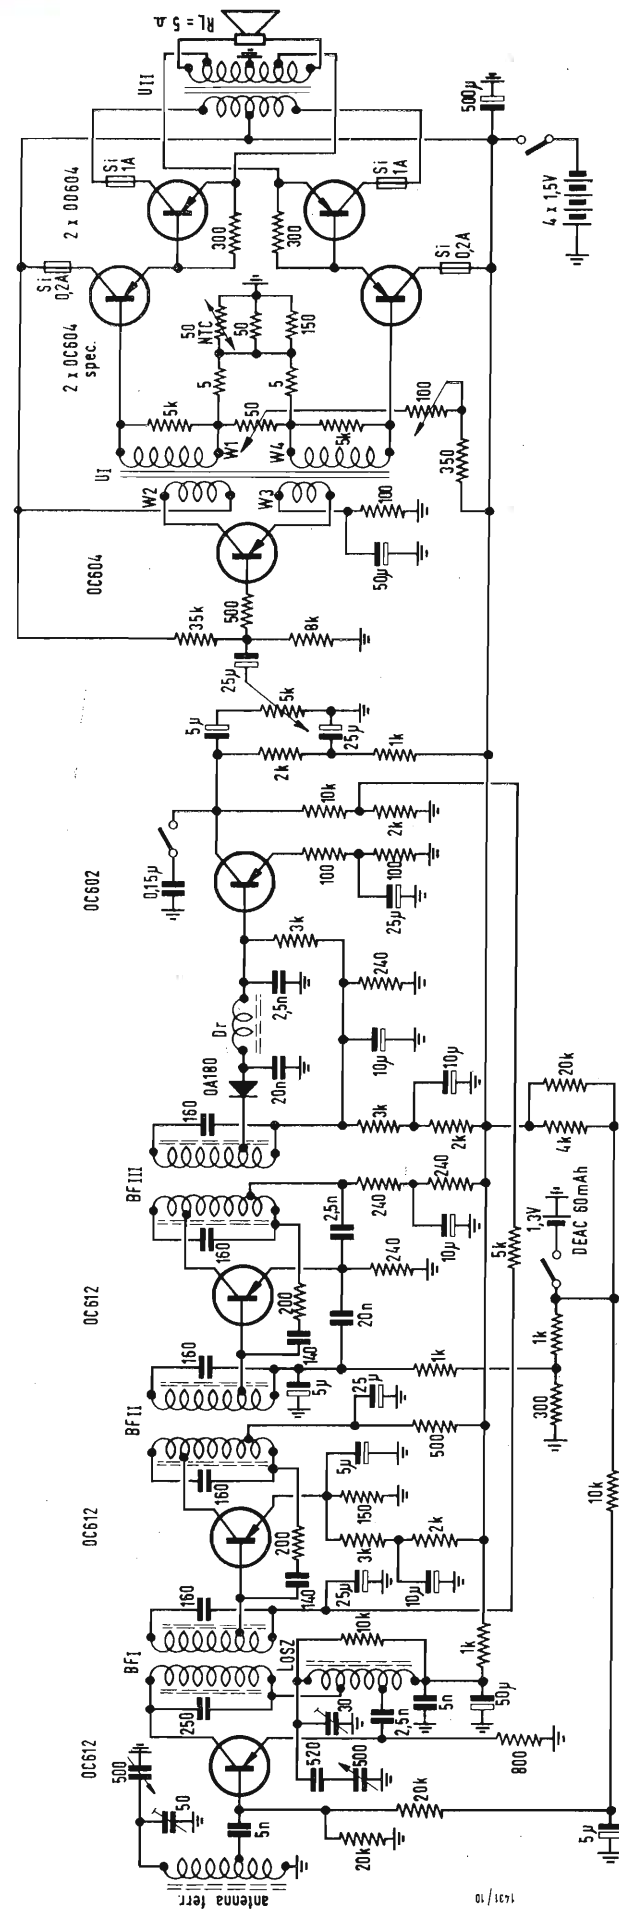 antenna ferr.
500
50
5n
OC612
250
BFI
160
LOSZ
520
500
30
2,5n
5n
10k
50µ
1k
800
20k
20k
5µ
OC612
140
200
160
BFII
160
25µ
10µ
3k
2k
150
5µ
500
25µ
OC612
5µ
140
200
160
BFIII
160
20n
2,5n
240
240
240
10µ
1k
300
1k
1,3V
DEAC 60mAh
5k
10k
4k
20k
OA180
20n
Dr
2,5n
3k
2k
10µ
10µ
240
3k
OC602
0,15µ
100
100
25µ
10k
2k
5µ
2k
5k
25µ
1k
25µ
35k
500
8k
OC604
50µ
100
W2
W3
UI
W1
W4
5k
50
5k
5
5
350
100
50
NTC
50
150
2 x OC604
spec.
2 x OD604
Si
0,2A
Si
0,2A
300
300
Si
1A
Si
1A
UII
RL = 5 Ω
500µ
4 x 1,5V
1431/10